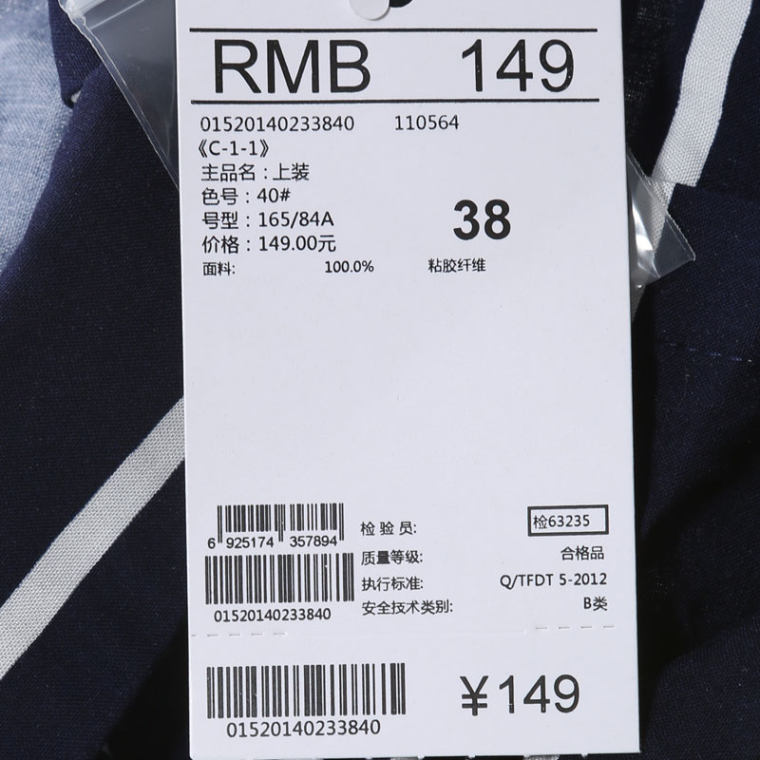 RMB 149
01520140233840 110564
《C-1-1》
主品名：上装
色号：40#
号型：165/84A
38
价格：149.00元
面料: 100.0% 粘胶纤维
6 925174 357894
检验员: 检63235
质量等级: 合格品
01520140233840
执行标准: Q/TFDT 5-2012
安全技术类别: B类
01520140233840
¥149